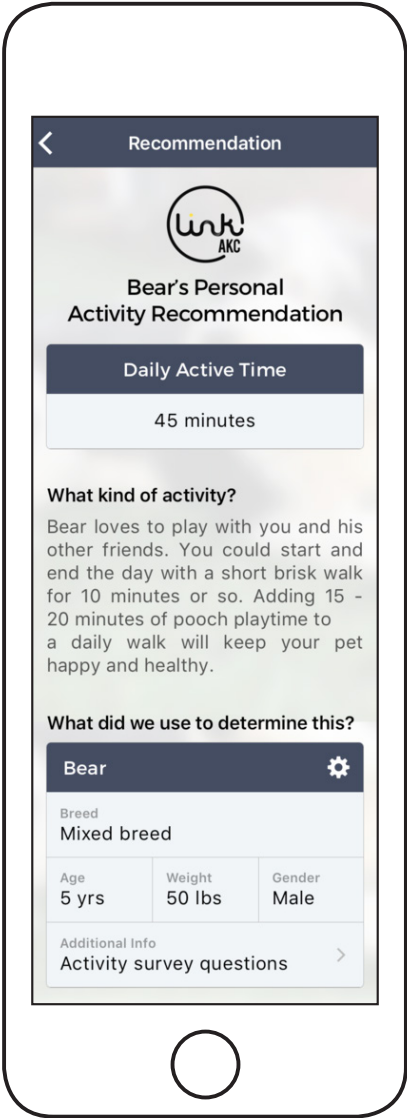 Recommendation
Link
AKC
Bear's Personal
Activity Recommendation
Daily Active Time
45 minutes
What kind of activity?
Bear loves to play with you and his
other friends. You could start and
end the day with a short brisk walk
for 10 minutes or so. Adding 15 -
20 minutes of pooch playtime to
a daily walk will keep your pet
happy and healthy.
What did we use to determine this?
Bear
Breed
Mixed breed
Age Weight Gender
5 yrs 50 lbs Male
Additional Info
Activity survey questions